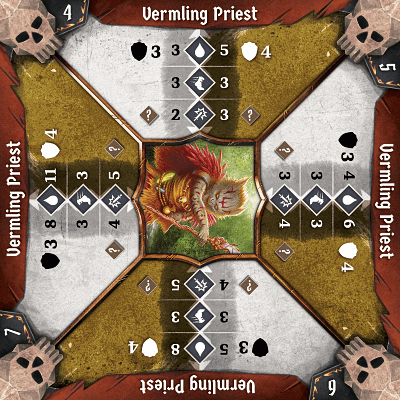 4
Vermling Priest
3 3 5 4
3 3
? 2 3 ?
5
Vermling Priest
3 4 6 4
3 3
? 3 4 ?
6
Vermling Priest
3 5 8 4
3 3
? 4 5 ?
7
Vermling Priest
3 8 11 4
3 3
? 4 5 ?